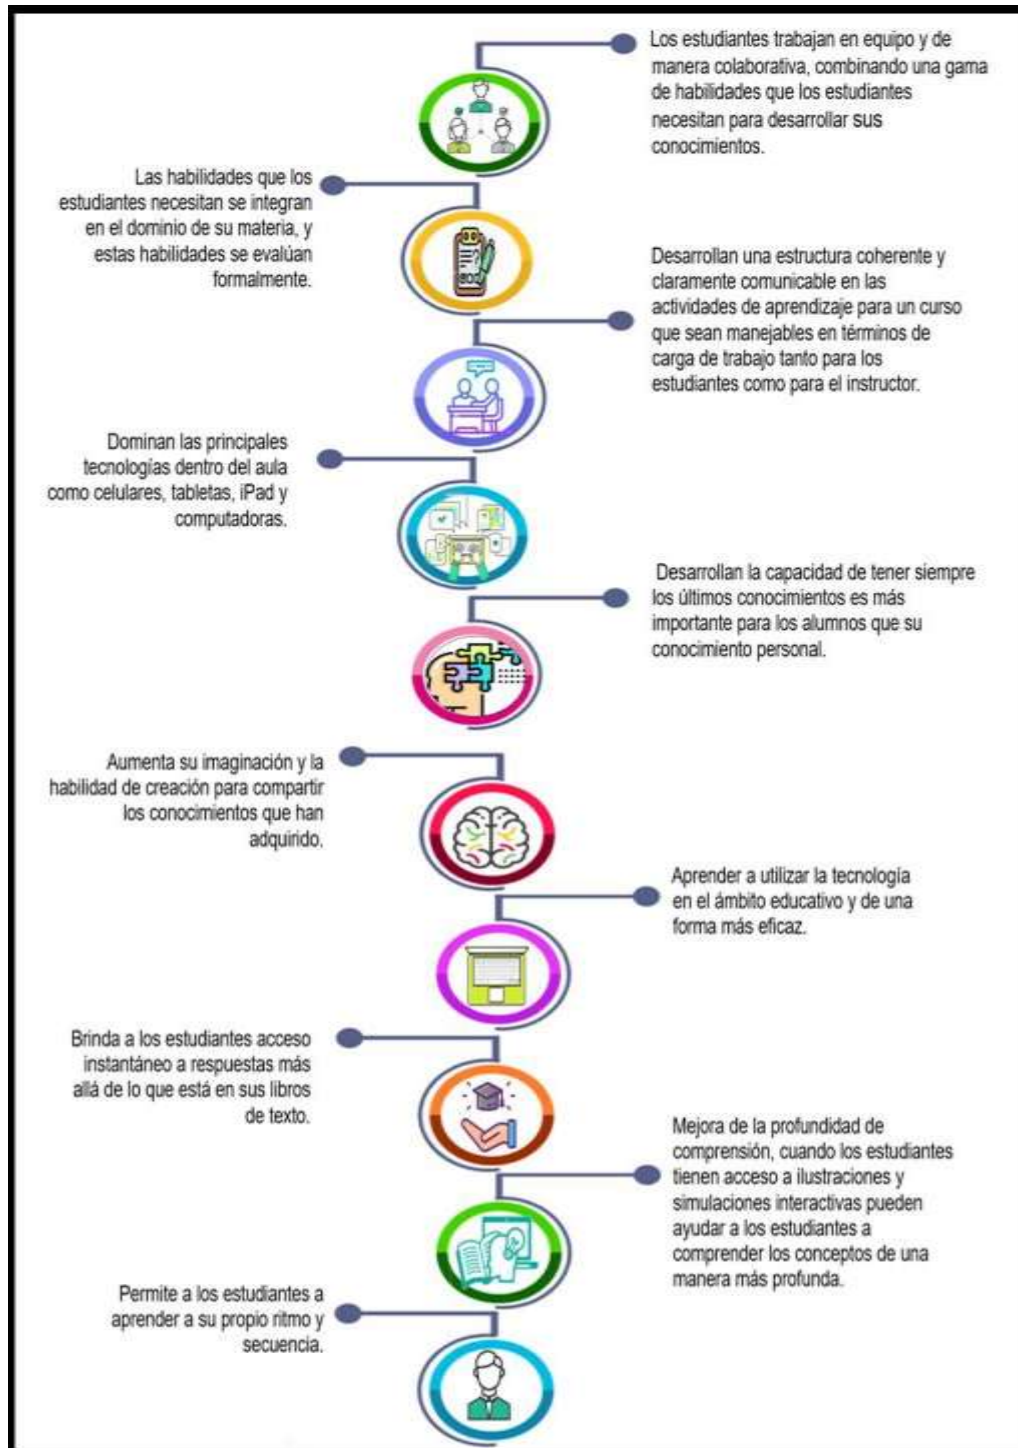 Los estudiantes trabajan en equipo y de
manera colaborativa, combinando una gama
de habilidades que los estudiantes
necesitan para desarrollar sus
conocimientos.
Las habilidades que los
estudiantes necesitan se integran
en el dominio de su materia, y
estas habilidades se evalúan
formalmente.
Desarrollan una estructura coherente y
claramente comunicable en las
actividades de aprendizaje para un curso
que sean manejables en términos de
carga de trabajo tanto para los
estudiantes como para el instructor.
Dominan las principales
tecnologías dentro del aula
como celulares, tabletas, iPad y
computadoras.
Desarrollan la capacidad de tener siempre
los últimos conocimientos es más
importante para los alumnos que su
conocimiento personal.
Aumenta su imaginación y la
habilidad de creación para compartir
los conocimientos que han
adquirido.
Aprender a utilizar la tecnología
en el ámbito educativo y de una
forma más eficaz.
Brinda a los estudiantes acceso
instantáneo a respuestas más
allá de lo que está en sus libros
de texto.
Mejora de la profundidad de
comprensión, cuando los estudiantes
tienen acceso a ilustraciones y
simulaciones interactivas pueden
ayudar a los estudiantes a
comprender los conceptos de una
manera más profunda.
Permite a los estudiantes a
aprender a su propio ritmo y
secuencia.